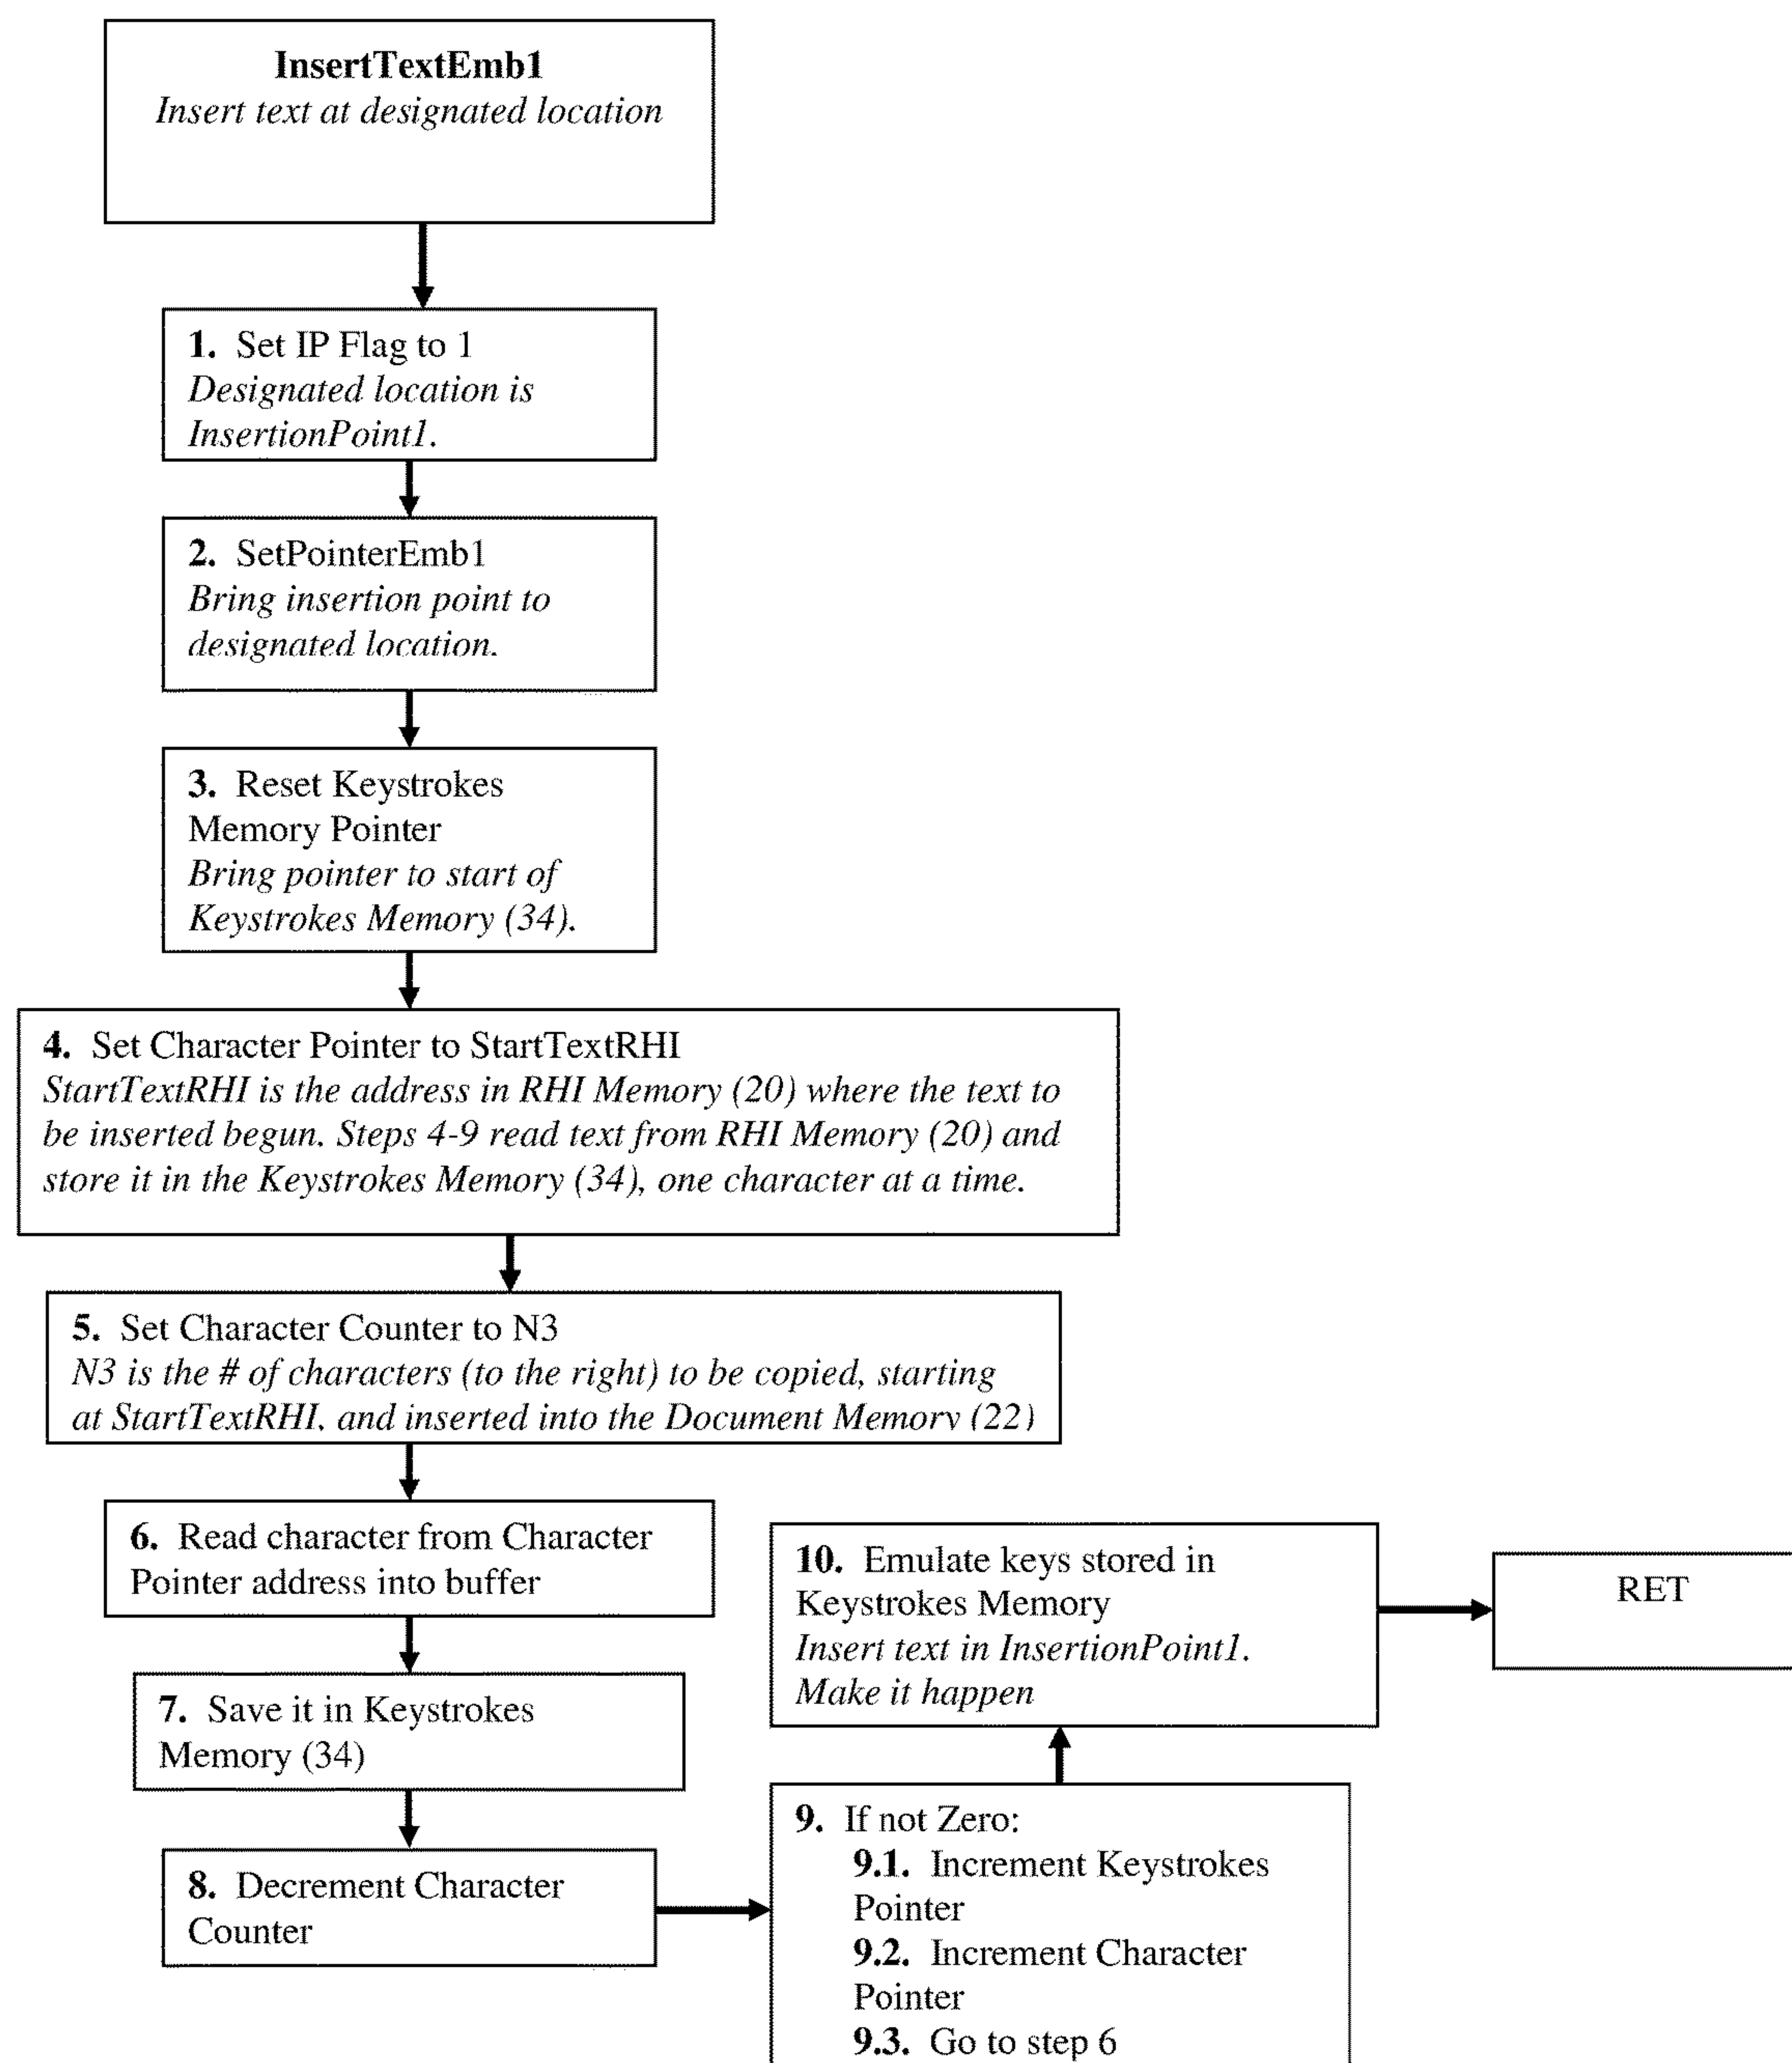 InsertTextEmb1
Insert text at designated location
1. Set IP Flag to 1
Designated location is
InsertionPoint1.
2. SetPointerEmb1
Bring insertion point to
designated location.
3. Reset Keystrokes
Memory Pointer
Bring pointer to start of
Keystrokes Memory (34).
4. Set Character Pointer to StartTextRHI
StartTextRHI is the address in RHI Memory (20) where the text to
be inserted begun. Steps 4-9 read text from RHI Memory (20) and
store it in the Keystrokes Memory (34), one character at a time.
5. Set Character Counter to N3
N3 is the # of characters (to the right) to be copied, starting
at StartTextRHI, and inserted into the Document Memory (22)
6. Read character from Character
Pointer address into buffer
7. Save it in Keystrokes
Memory (34)
8. Decrement Character
Counter
9. If not Zero:
9.1. Increment Keystrokes
Pointer
9.2. Increment Character
Pointer
9.3. Go to step 6
10. Emulate keys stored in
Keystrokes Memory
Insert text in InsertionPoint1.
Make it happen
RET